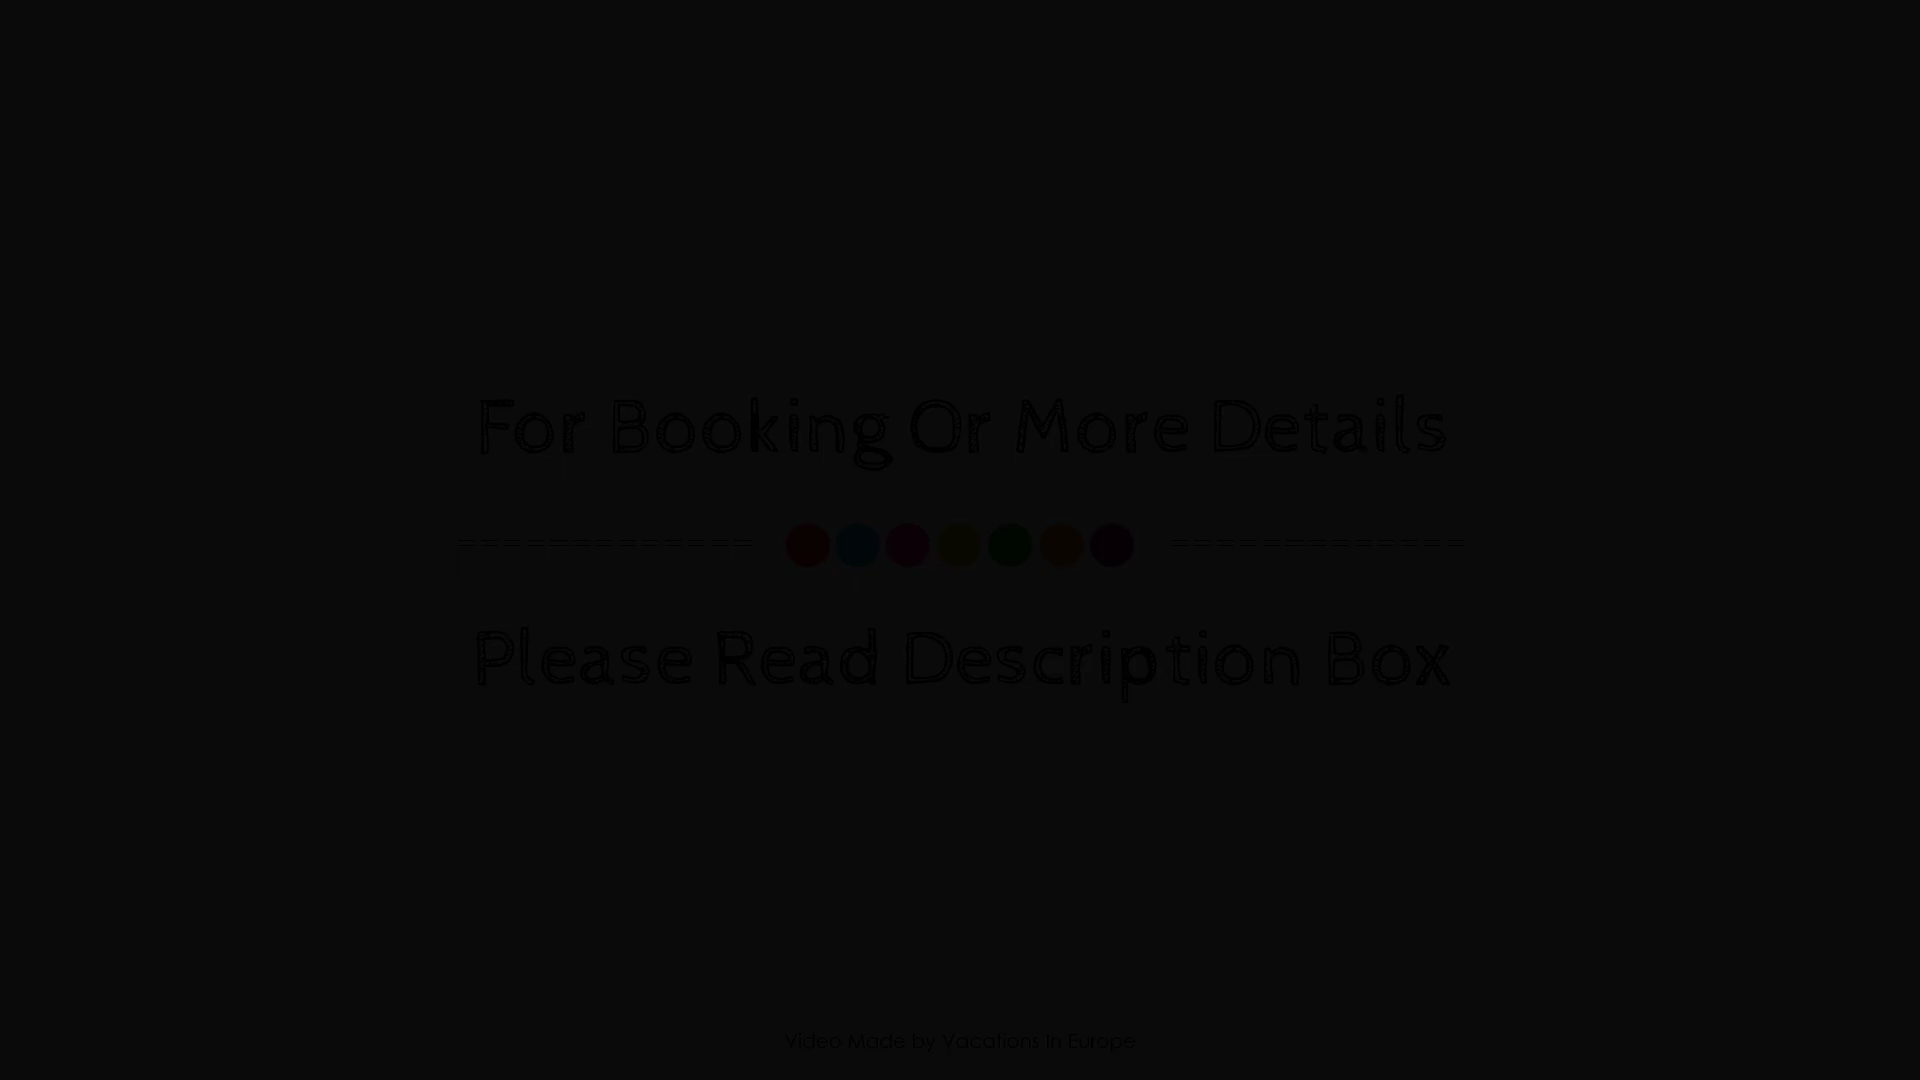 For Booking Or More Details
Please Read Description Box
Video Made by Vacations In Europe